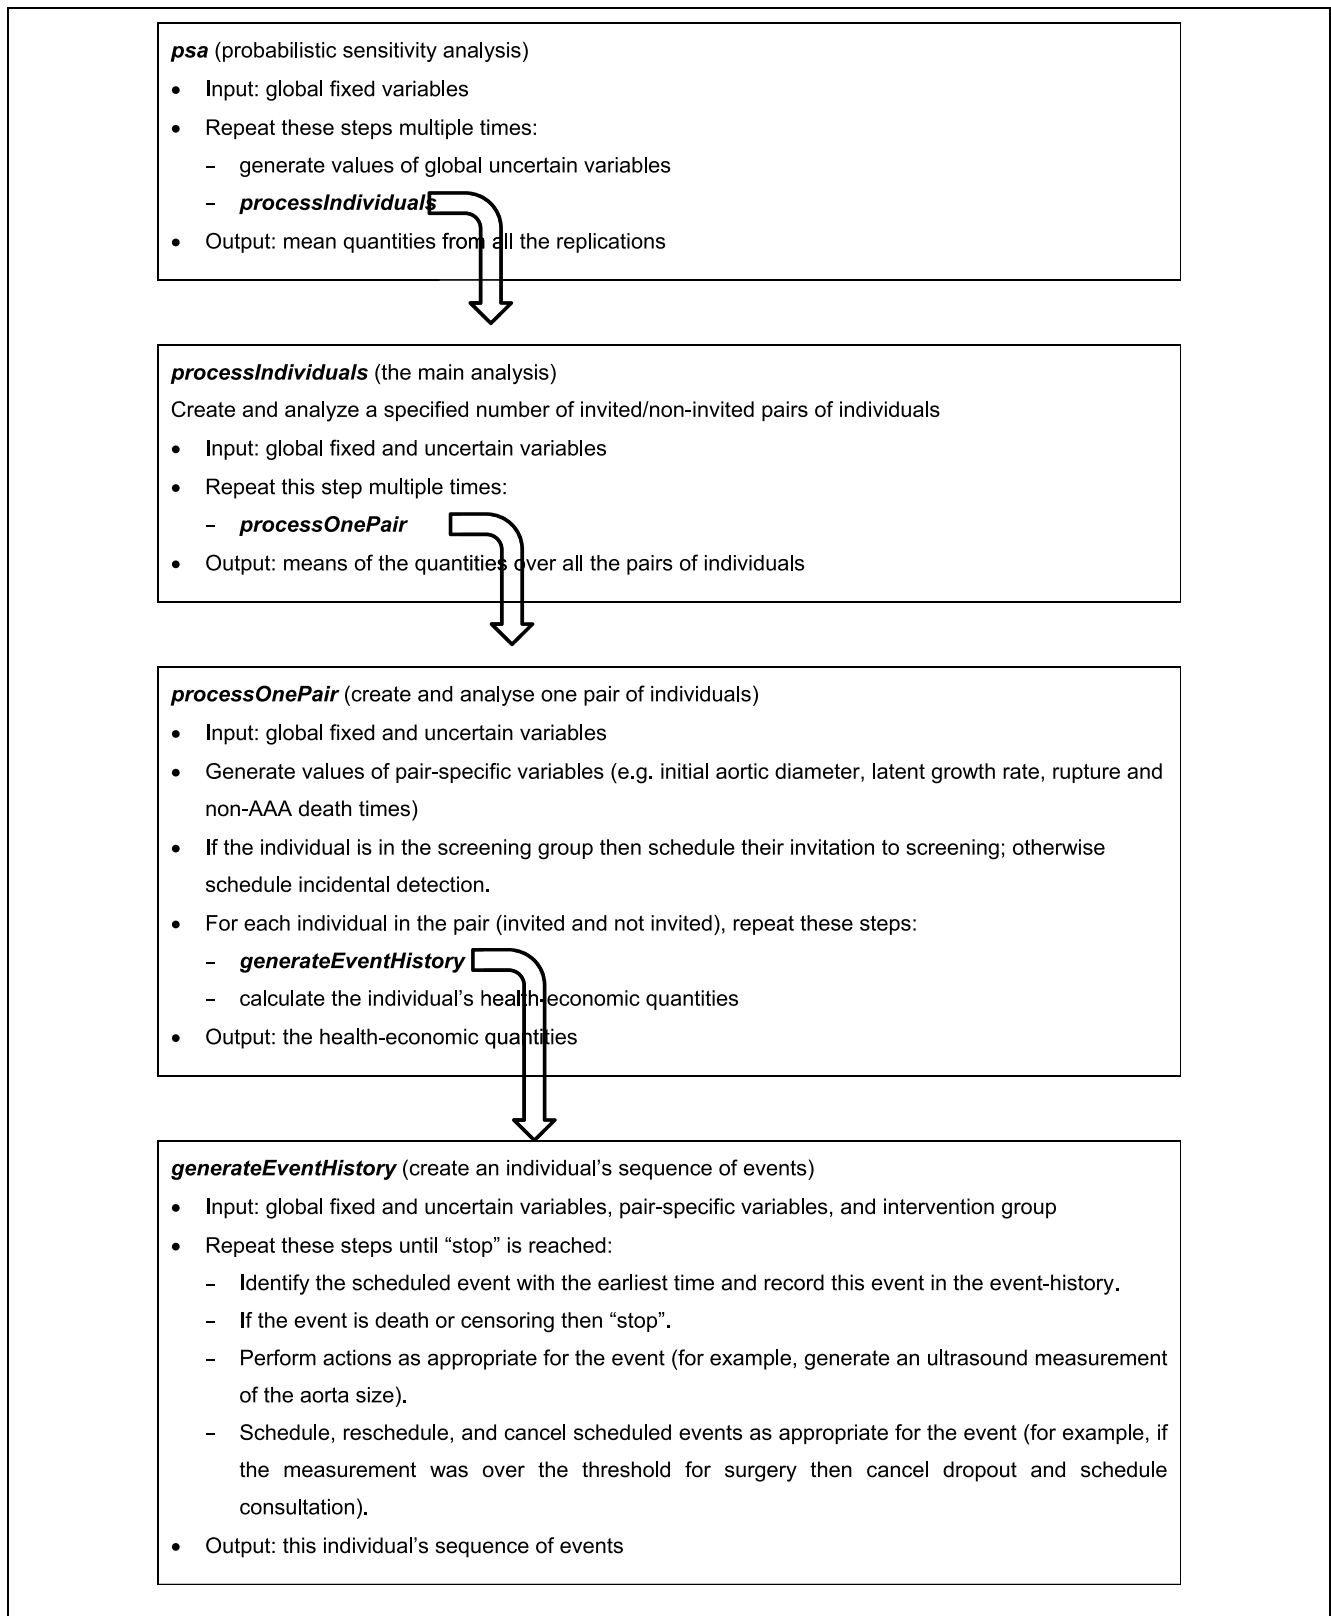 psa (probabilistic sensitivity analysis)
• Input: global fixed variables
• Repeat these steps multiple times:
– generate values of global uncertain variables
– processIndividuals
• Output: mean quantities from all the replications
processIndividuals (the main analysis)
Create and analyze a specified number of invited/non-invited pairs of individuals
• Input: global fixed and uncertain variables
• Repeat this step multiple times:
– processOnePair
• Output: means of the quantities over all the pairs of individuals
processOnePair (create and analyse one pair of individuals)
• Input: global fixed and uncertain variables
• Generate values of pair-specific variables (e.g. initial aortic diameter, latent growth rate, rupture and
non-AAA death times)
• If the individual is in the screening group then schedule their invitation to screening; otherwise
schedule incidental detection.
• For each individual in the pair (invited and not invited), repeat these steps:
– generateEventHistory
– calculate the individual’s health-economic quantities
• Output: the health-economic quantities
generateEventHistory (create an individual’s sequence of events)
• Input: global fixed and uncertain variables, pair-specific variables, and intervention group
• Repeat these steps until “stop” is reached:
– Identify the scheduled event with the earliest time and record this event in the event-history.
– If the event is death or censoring then “stop”.
– Perform actions as appropriate for the event (for example, generate an ultrasound measurement
of the aorta size).
– Schedule, reschedule, and cancel scheduled events as appropriate for the event (for example, if
the measurement was over the threshold for surgery then cancel dropout and schedule
consultation).
• Output: this individual’s sequence of events